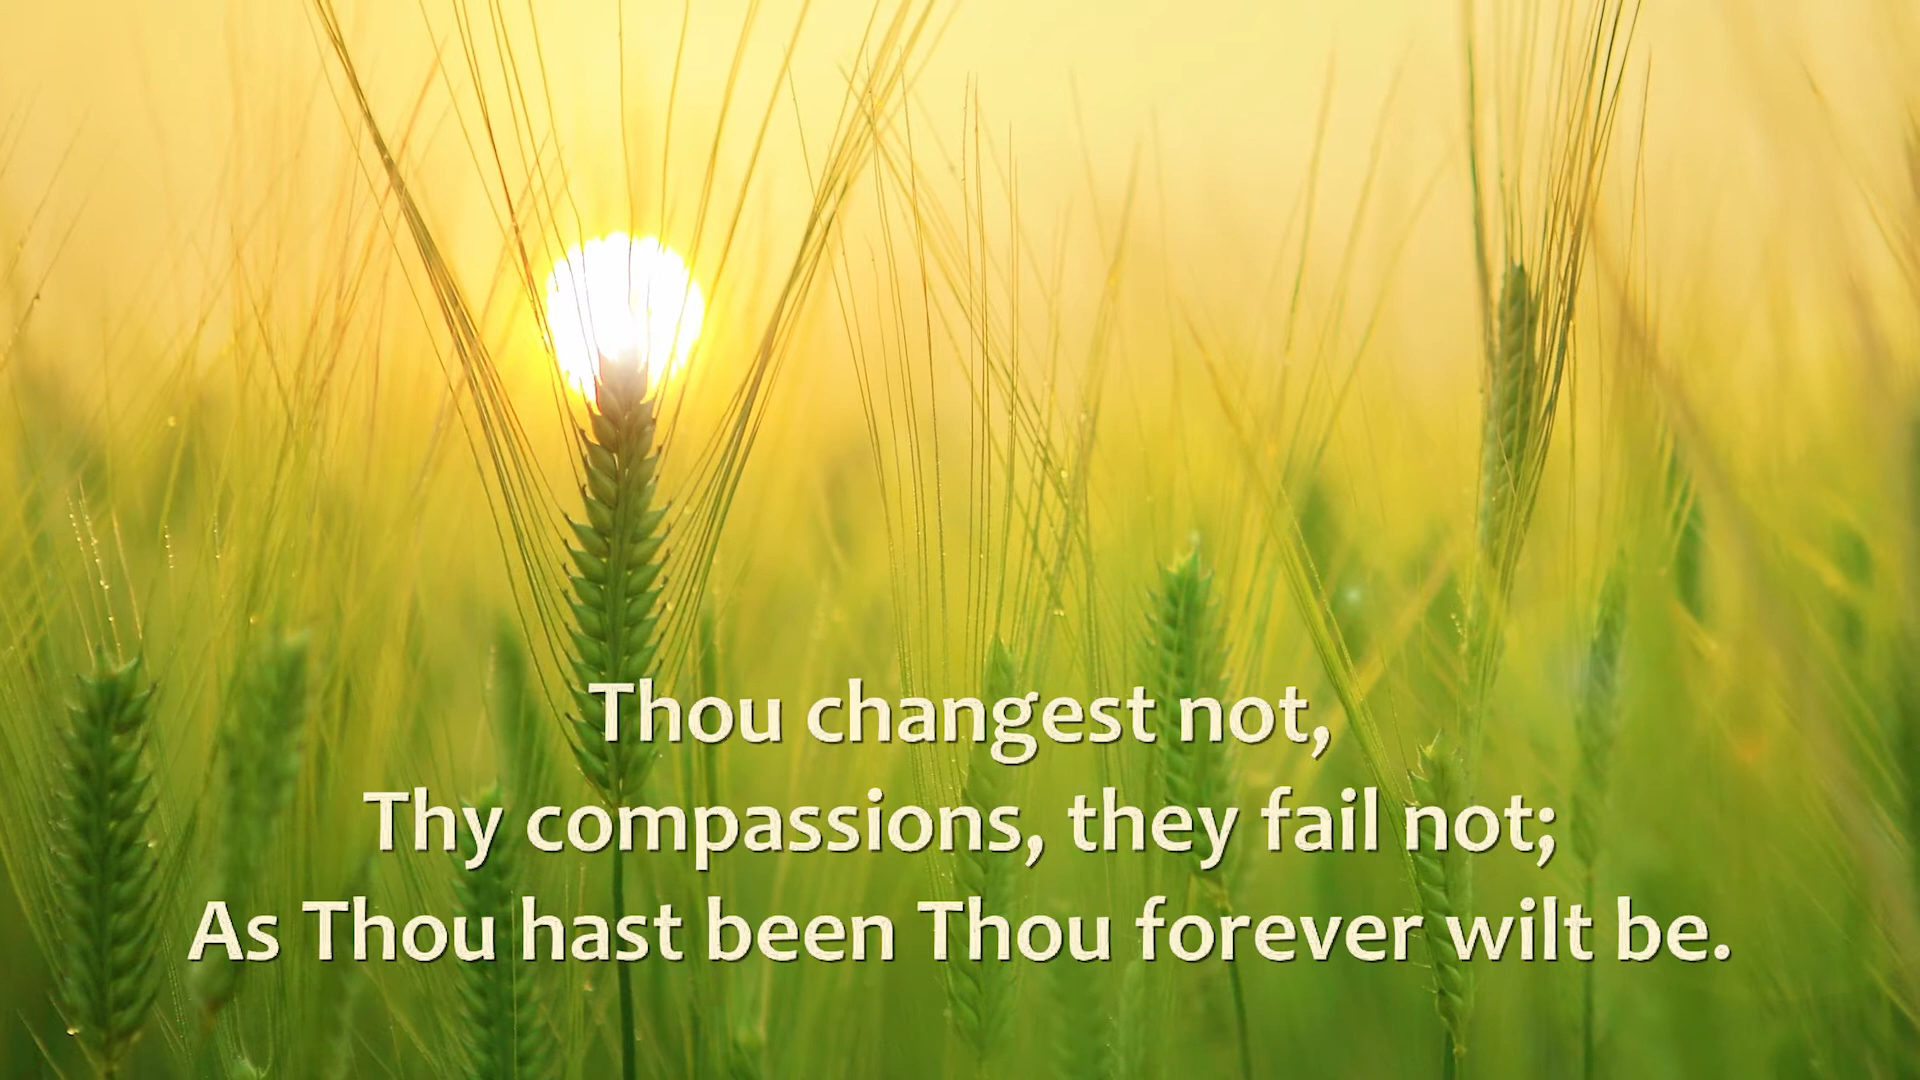 Thou changest not,
Thy compassions, they fail not;
As Thou hast been Thou forever wilt be.